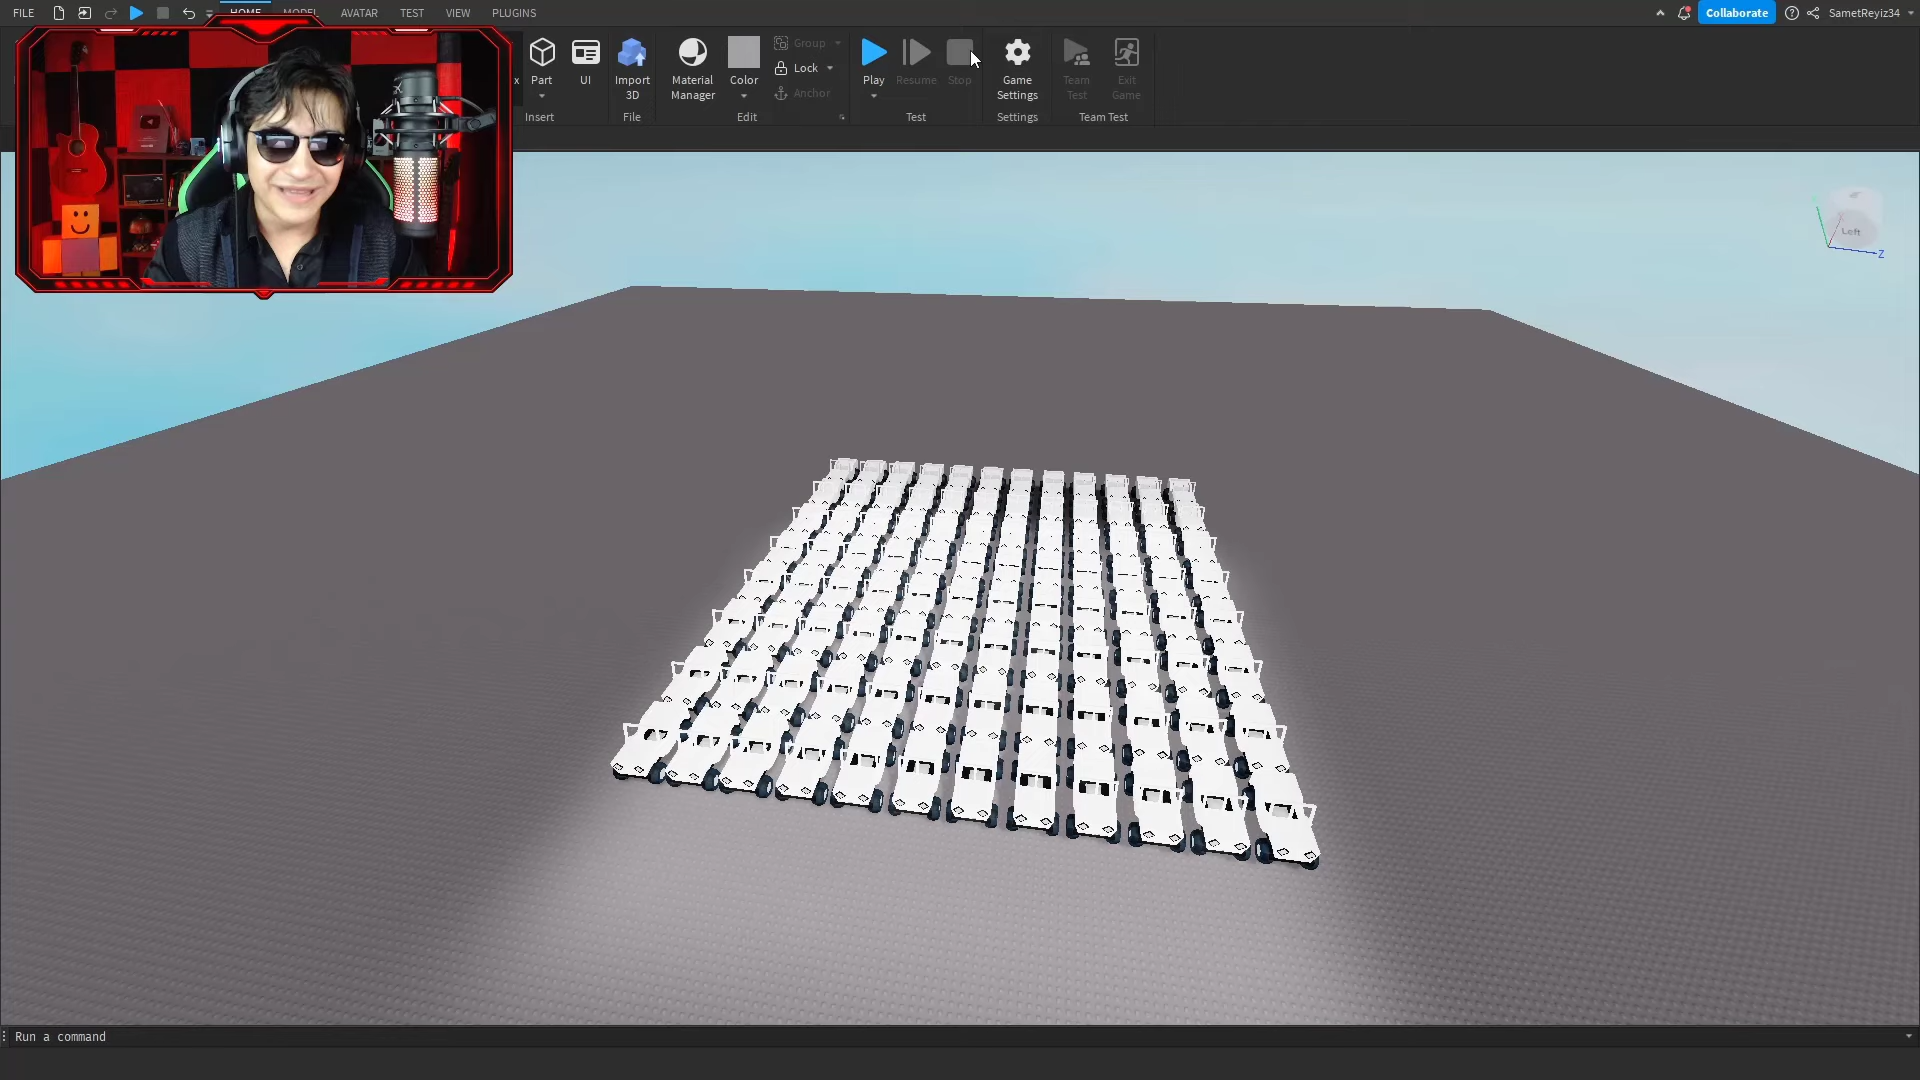 FILE HOME MODEL AVATAR TEST VIEW PLUGINS Collaborate SametReyiz34
x Part UI Import 3D Material Manager Color Group Lock Anchor Play Resume Stop Game Settings Team Test Exit Game
Insert File Edit Test Settings Team Test
Left
Z
Run a command